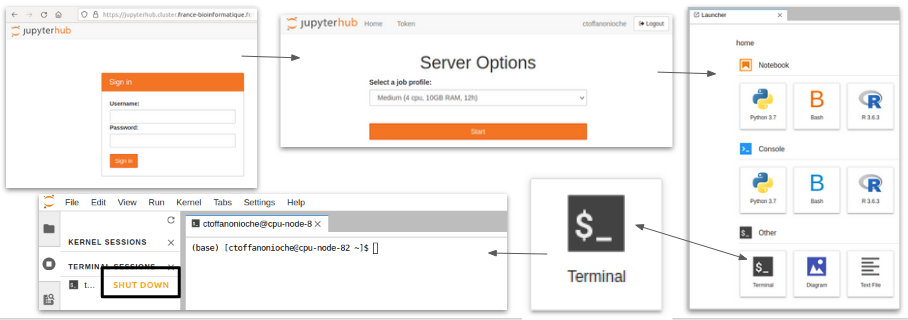 https://jupyterhub.cluster.france-bioinformatique.fr
jupyterhub
Sign in
Username:
Password:
Sign in
jupyterhub Home Token ctoffanonioche Logout
Server Options
Select a job profile:
Medium (4 cpu, 10GB RAM, 12h)
Start
Launcher ×
home
Notebook
Python 3.7 Bash R 3.6.3
Console
Python 3.7 Bash R 3.6.3
$_ Other
$_
Terminal Diagram Text File
$_
Terminal
File Edit View Run Kernel Tabs Settings Help
ctoffanonioche@cpu-node-8 ×
KERNEL SESSIONS ×
(base) [ctoffanonioche@cpu-node-82 ~]$
TERMINAL SESSIONS ×
t... SHUT DOWN